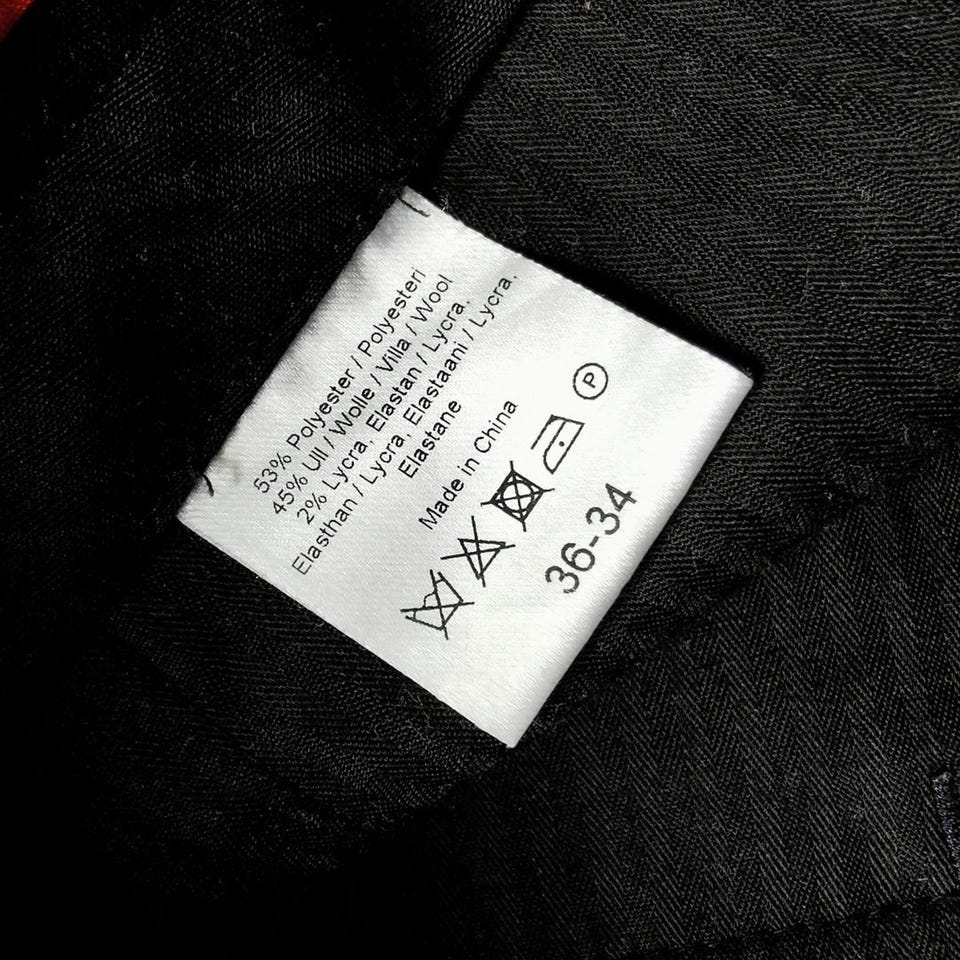 53% Polyester / Polyesteri
45% Ull / Wolle / Villa / Wool
2% Lycra, Elastan / Lycra,
Elasthan / Lycra, Elastaani / Lycra,
Elastane
Made in China
P
36-34